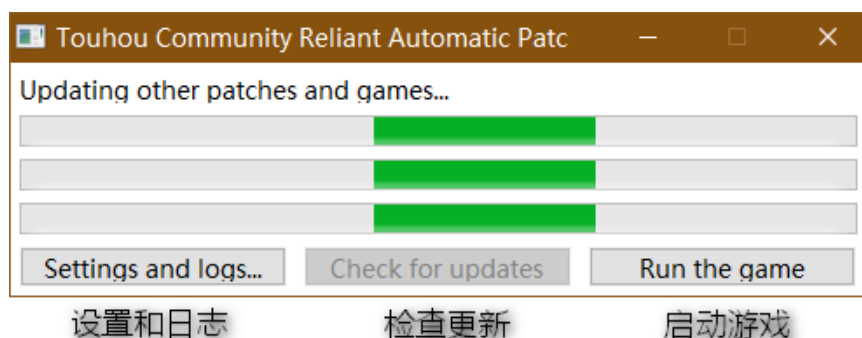 Touhou Community Reliant Automatic Patc
Updating other patches and games...
Settings and logs... Check for updates Run the game
设置和日志 检查更新 启动游戏